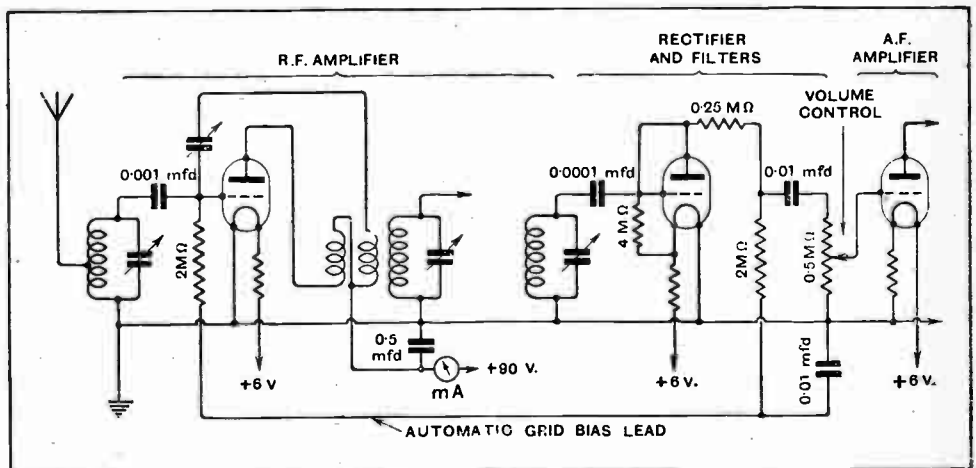 R.F. AMPLIFIER
RECTIFIER
AND FILTERS
A.F.
AMPLIFIER
VOLUME
CONTROL
0·25 MΩ
0·001 mfd
0·0001 mfd
0·01
mfd
2MΩ
4 MΩ
2MΩ
0·5MΩ
0·5
mfd
+90 V.
mA
+6 V
+6 V.
0·01 mfd
+6 V.
AUTOMATIC GRID BIAS LEAD